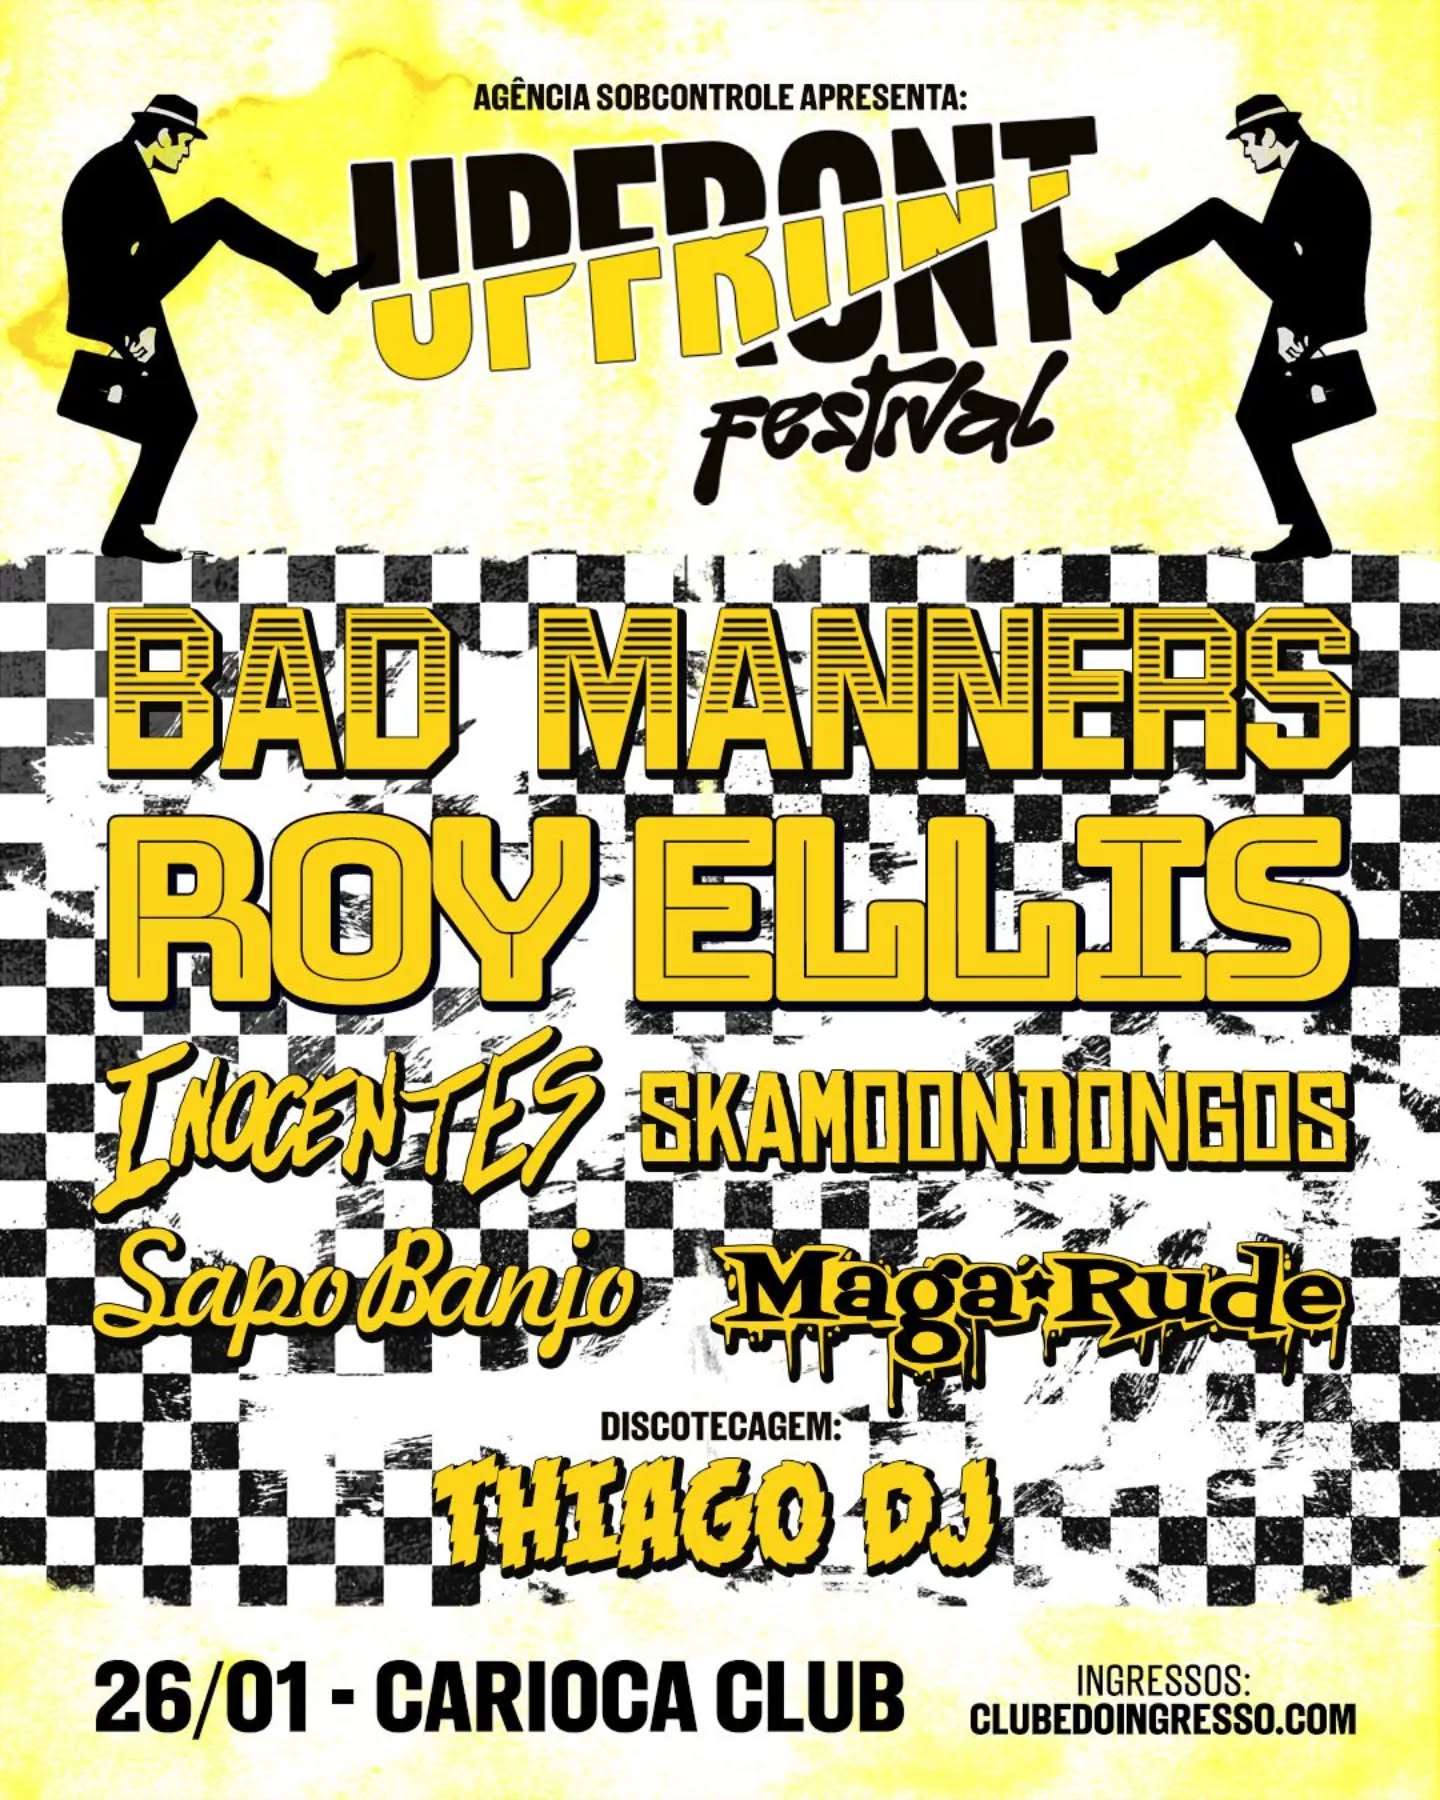 AGÊNCIA SOBCONTROLE APRESENTA:
UPFRONT
Festival
BAD MANNERS
ROY ELLIS
INOCENTES SKAMOONDONGOS
Sapo Banjo Maga★Rude
DISCOTECAGEM:
THIAGO DJ
26/01 - CARIOCA CLUB
INGRESSOS:
CLUBEDOINGRESSO.COM